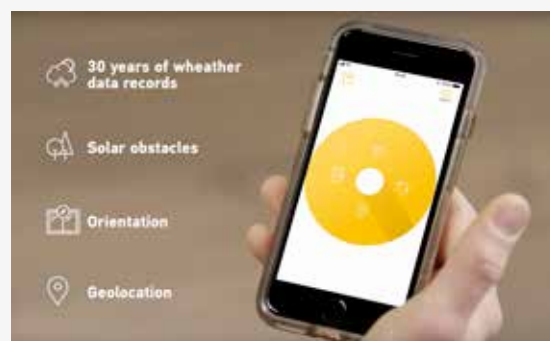 30 years of wheather
data records
Solar obstacles
Orientation
Geolocation